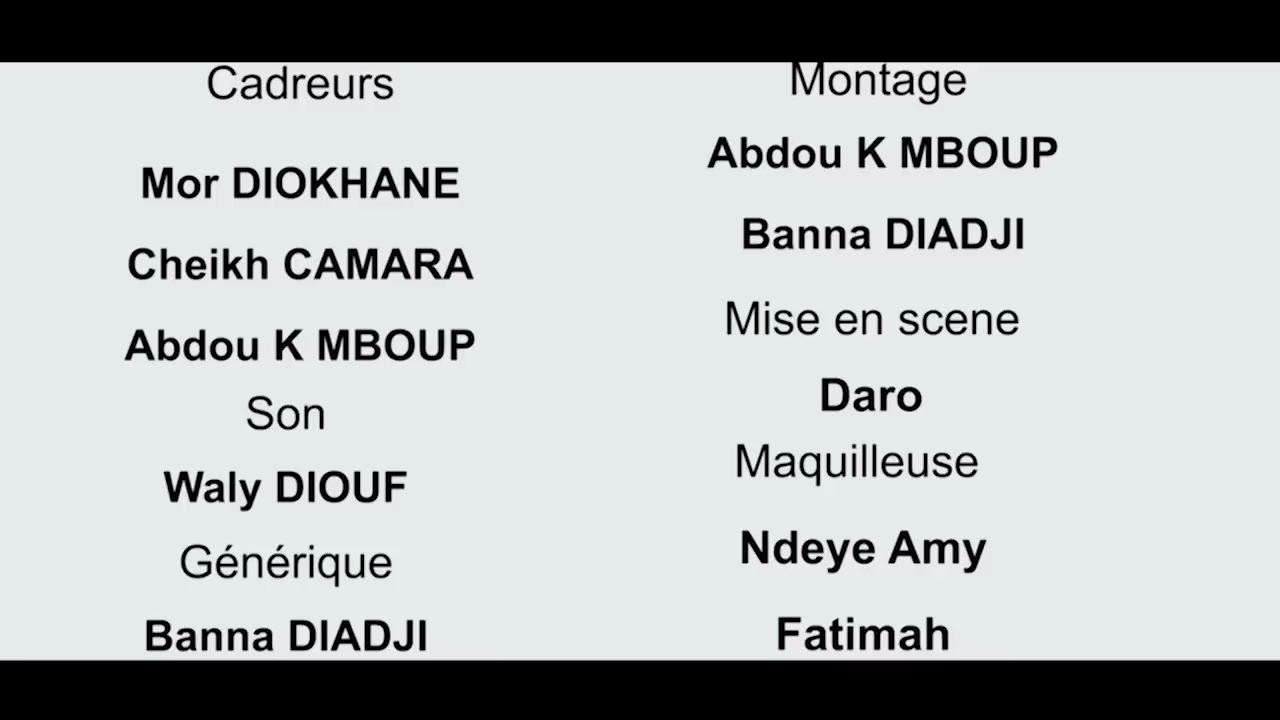 Cadreurs
Mor DIOKHANE
Cheikh CAMARA
Abdou K MBOUP
Son
Waly DIOUF
Générique
Banna DIADJI
Montage
Abdou K MBOUP
Banna DIADJI
Mise en scene
Daro
Maquilleuse
Ndeye Amy
Fatimah